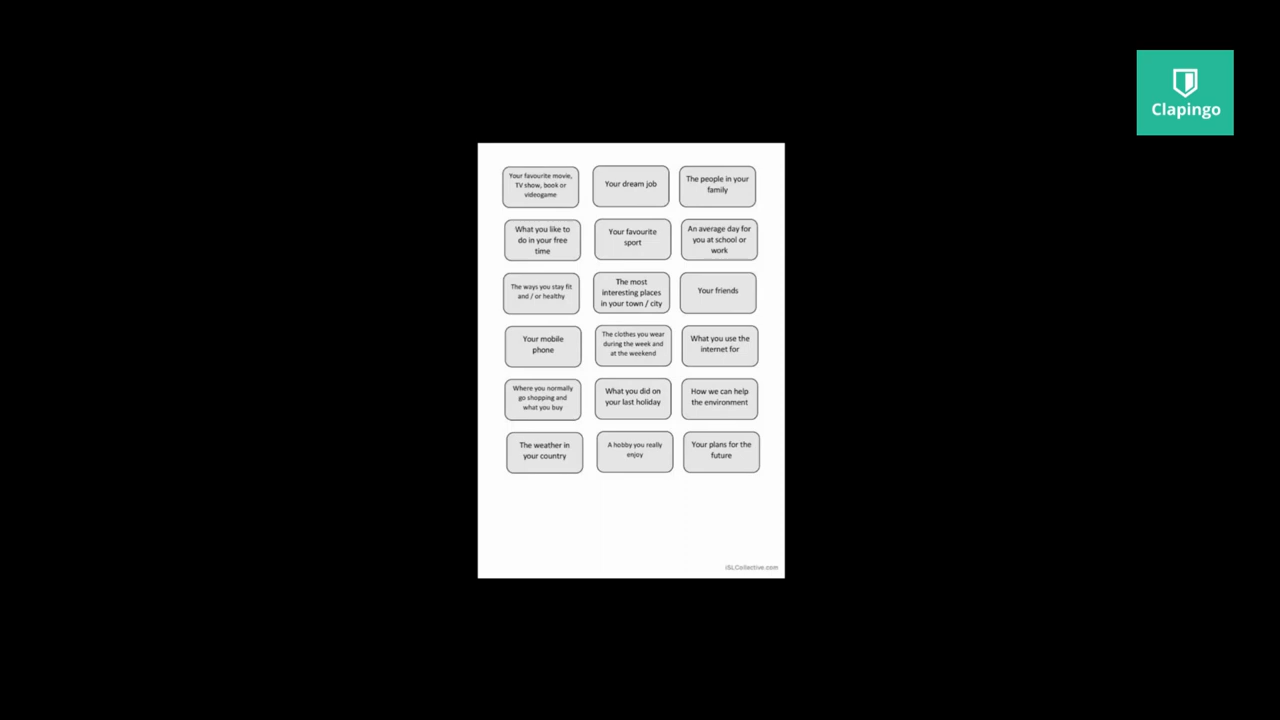 Clapingo
Your favourite movie,
TV show, book or
videogame
Your dream job
The people in your
family
What you like to
do in your free
time
Your favourite
sport
An average day for
you at school or
work
The ways you stay fit
and / or healthy
The most
interesting places
in your town / city
Your friends
Your mobile
phone
The clothes you wear
during the week and
at the weekend
What you use the
internet for
Where you normally
go shopping and
what you buy
What you did on
your last holiday
How we can help
the environment
The weather in
your country
A hobby you really
enjoy
Your plans for the
future
iSLCollective.com